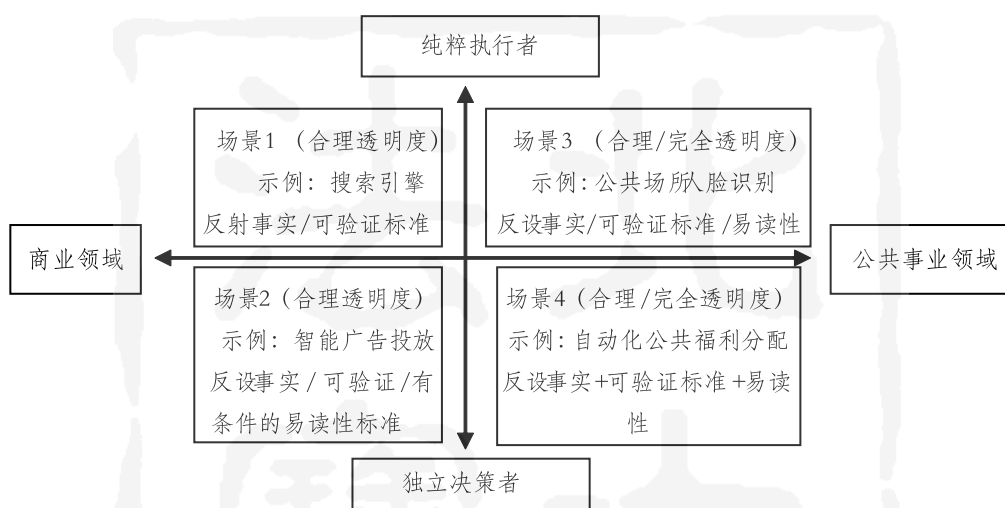 纯粹执行者
场景1 （合理透明度）
示例：搜索引擎
反射事实/可验证标准
场景3 （合理/完全透明度）
示例：公共场所人脸识别
反设事实/可验证标准/易读性
商业领域
公共事业领域
场景2（合理透明度）
示例：智能广告投放
反设事实/可验证/有
条件的易读性标准
场景4（合理/完全透明度）
示例：自动化公共福利分配
反设事实+可验证标准+易读
性
独立决策者